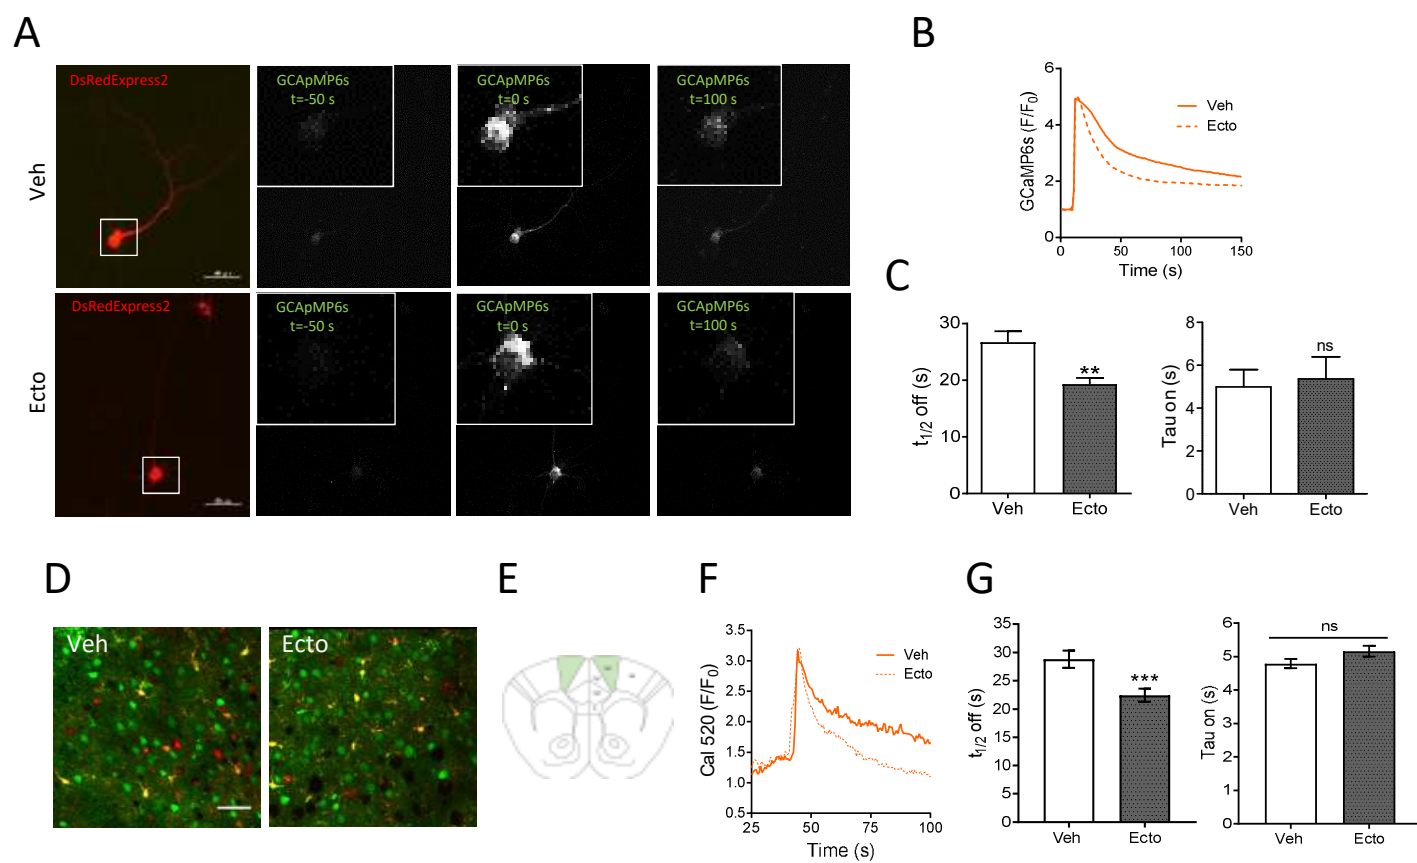 A
DsRedExpress2
GCApMP6s
t=-50 s
GCApMP6s
t=0 s
GCApMP6s
t=100 s
Veh
DsRedExpress2
GCApMP6s
t=-50 s
GCApMP6s
t=0 s
GCApMP6s
t=100 s
Ecto
B
GCaMP6s (F/F0)
6
4
2
0
0 50 100 150
Time (s)
Veh
Ecto
C
t1/2 off (s)
30
20
10
0
**
Veh Ecto
Tau on (s)
8
6
4
2
0
ns
Veh Ecto
D
Veh
Ecto
E
F
Cal 520 (F/F0)
3.5
3.0
2.5
2.0
1.5
1.0
0.5
25 50 75 100
Time (s)
Veh
Ecto
G
t1/2 off (s)
35
30
25
20
15
10
5
0
***
Veh Ecto
Tau on (s)
6
5
4
3
2
1
0
ns
Veh Ecto